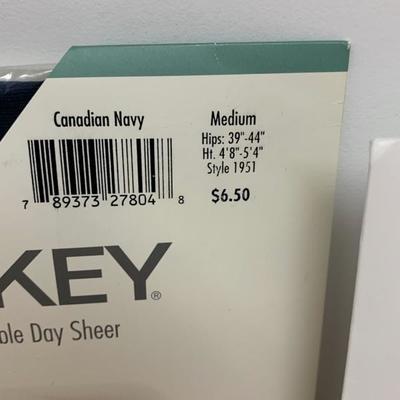 Canadian Navy
Medium
Hips: 39"-44"
Ht. 4'8"-5'4"
Style 1951
$6.50
7 89373 27804 8
KEY®
Day Sheer